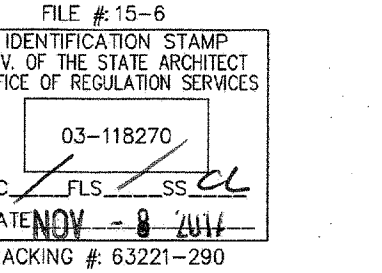 FILE #: 15-6
IDENTIFICATION STAMP
V. OF THE STATE ARCHITECT
FICE OF REGULATION SERVICES
03-118270
C FLS SS CL
ATE NOV - 8
ACKING #: 63221-290